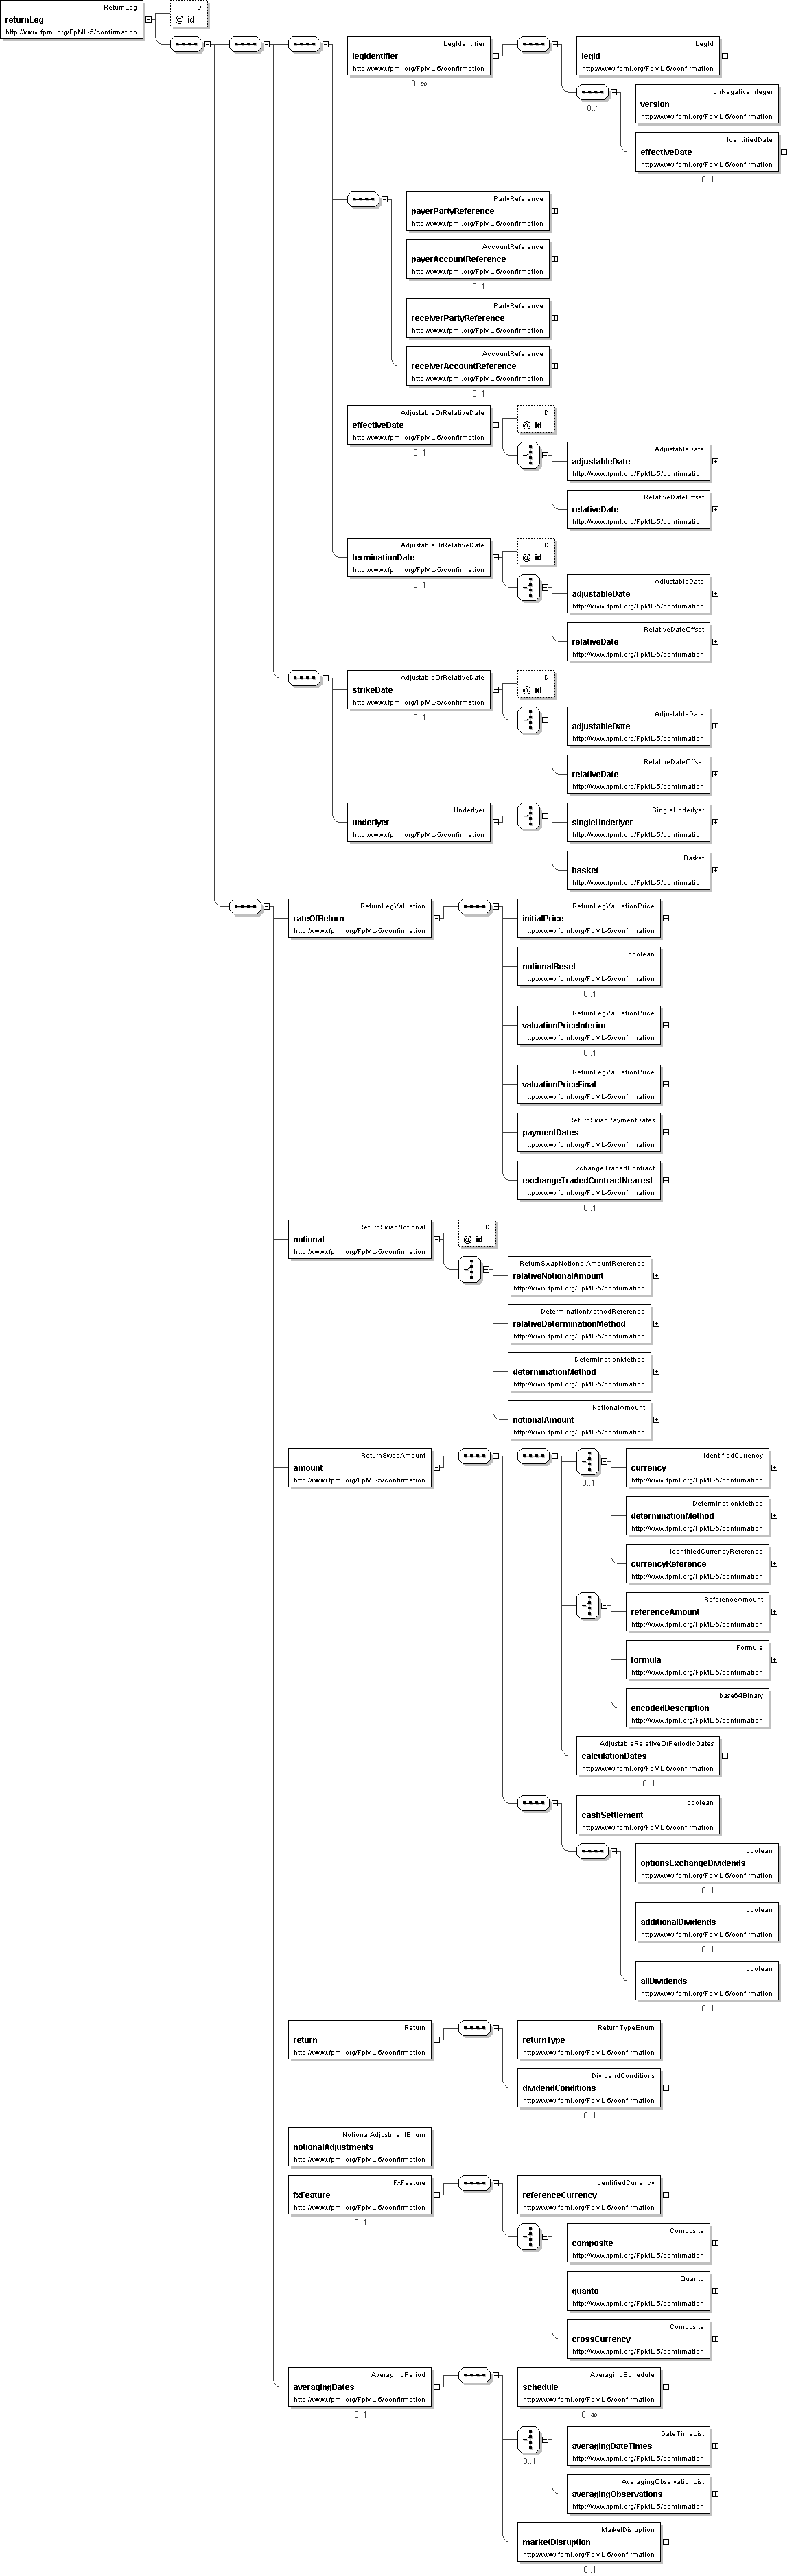 ReturnLeg
returnLeg
http://www.fpml.org/FpML-5/confirmation
ID
@ id
LegIdentifier
legIdentifier
http://www.fpml.org/FpML-5/confirmation
0..∞
LegId
legId
http://www.fpml.org/FpML-5/confirmation
0..1
nonNegativeInteger
version
http://www.fpml.org/FpML-5/confirmation
IdentifiedDate
effectiveDate
http://www.fpml.org/FpML-5/confirmation
0..1
PartyReference
payerPartyReference
http://www.fpml.org/FpML-5/confirmation
AccountReference
payerAccountReference
http://www.fpml.org/FpML-5/confirmation
0..1
PartyReference
receiverPartyReference
http://www.fpml.org/FpML-5/confirmation
AccountReference
receiverAccountReference
http://www.fpml.org/FpML-5/confirmation
0..1
AdjustableOrRelativeDate
effectiveDate
http://www.fpml.org/FpML-5/confirmation
0..1
ID
@ id
AdjustableDate
adjustableDate
http://www.fpml.org/FpML-5/confirmation
RelativeDateOffset
relativeDate
http://www.fpml.org/FpML-5/confirmation
AdjustableOrRelativeDate
terminationDate
http://www.fpml.org/FpML-5/confirmation
0..1
ID
@ id
AdjustableDate
adjustableDate
http://www.fpml.org/FpML-5/confirmation
RelativeDateOffset
relativeDate
http://www.fpml.org/FpML-5/confirmation
AdjustableOrRelativeDate
strikeDate
http://www.fpml.org/FpML-5/confirmation
0..1
ID
@ id
AdjustableDate
adjustableDate
http://www.fpml.org/FpML-5/confirmation
RelativeDateOffset
relativeDate
http://www.fpml.org/FpML-5/confirmation
Underlyer
underlyer
http://www.fpml.org/FpML-5/confirmation
SingleUnderlyer
singleUnderlyer
http://www.fpml.org/FpML-5/confirmation
Basket
basket
http://www.fpml.org/FpML-5/confirmation
ReturnLegValuation
rateOfReturn
http://www.fpml.org/FpML-5/confirmation
ReturnLegValuationPrice
initialPrice
http://www.fpml.org/FpML-5/confirmation
boolean
notionalReset
http://www.fpml.org/FpML-5/confirmation
0..1
ReturnLegValuationPrice
valuationPriceInterim
http://www.fpml.org/FpML-5/confirmation
0..1
ReturnLegValuationPrice
valuationPriceFinal
http://www.fpml.org/FpML-5/confirmation
ReturnSwapPaymentDates
paymentDates
http://www.fpml.org/FpML-5/confirmation
ExchangeTradedContract
exchangeTradedContractNearest
http://www.fpml.org/FpML-5/confirmation
0..1
ReturnSwapNotional
notional
http://www.fpml.org/FpML-5/confirmation
ID
@ id
ReturnSwapNotionalAmountReference
relativeNotionalAmount
http://www.fpml.org/FpML-5/confirmation
DeterminationMethodReference
relativeDeterminationMethod
http://www.fpml.org/FpML-5/confirmation
DeterminationMethod
determinationMethod
http://www.fpml.org/FpML-5/confirmation
NotionalAmount
notionalAmount
http://www.fpml.org/FpML-5/confirmation
ReturnSwapAmount
amount
http://www.fpml.org/FpML-5/confirmation
0..1
IdentifiedCurrency
currency
http://www.fpml.org/FpML-5/confirmation
DeterminationMethod
determinationMethod
http://www.fpml.org/FpML-5/confirmation
IdentifiedCurrencyReference
currencyReference
http://www.fpml.org/FpML-5/confirmation
ReferenceAmount
referenceAmount
http://www.fpml.org/FpML-5/confirmation
Formula
formula
http://www.fpml.org/FpML-5/confirmation
base64Binary
encodedDescription
http://www.fpml.org/FpML-5/confirmation
AdjustableRelativeOrPeriodicDates
calculationDates
http://www.fpml.org/FpML-5/confirmation
0..1
boolean
cashSettlement
http://www.fpml.org/FpML-5/confirmation
boolean
optionsExchangeDividends
http://www.fpml.org/FpML-5/confirmation
0..1
boolean
additionalDividends
http://www.fpml.org/FpML-5/confirmation
0..1
boolean
allDividends
http://www.fpml.org/FpML-5/confirmation
0..1
Return
return
http://www.fpml.org/FpML-5/confirmation
ReturnTypeEnum
returnType
http://www.fpml.org/FpML-5/confirmation
DividendConditions
dividendConditions
http://www.fpml.org/FpML-5/confirmation
0..1
NotionalAdjustmentEnum
notionalAdjustments
http://www.fpml.org/FpML-5/confirmation
FxFeature
fxFeature
http://www.fpml.org/FpML-5/confirmation
0..1
IdentifiedCurrency
referenceCurrency
http://www.fpml.org/FpML-5/confirmation
Composite
composite
http://www.fpml.org/FpML-5/confirmation
Quanto
quanto
http://www.fpml.org/FpML-5/confirmation
Composite
crossCurrency
http://www.fpml.org/FpML-5/confirmation
AveragingPeriod
averagingDates
http://www.fpml.org/FpML-5/confirmation
0..1
AveragingSchedule
schedule
http://www.fpml.org/FpML-5/confirmation
0..∞
0..1
DateTimeList
averagingDateTimes
http://www.fpml.org/FpML-5/confirmation
AveragingObservationList
averagingObservations
http://www.fpml.org/FpML-5/confirmation
MarketDisruption
marketDisruption
http://www.fpml.org/FpML-5/confirmation
0..1